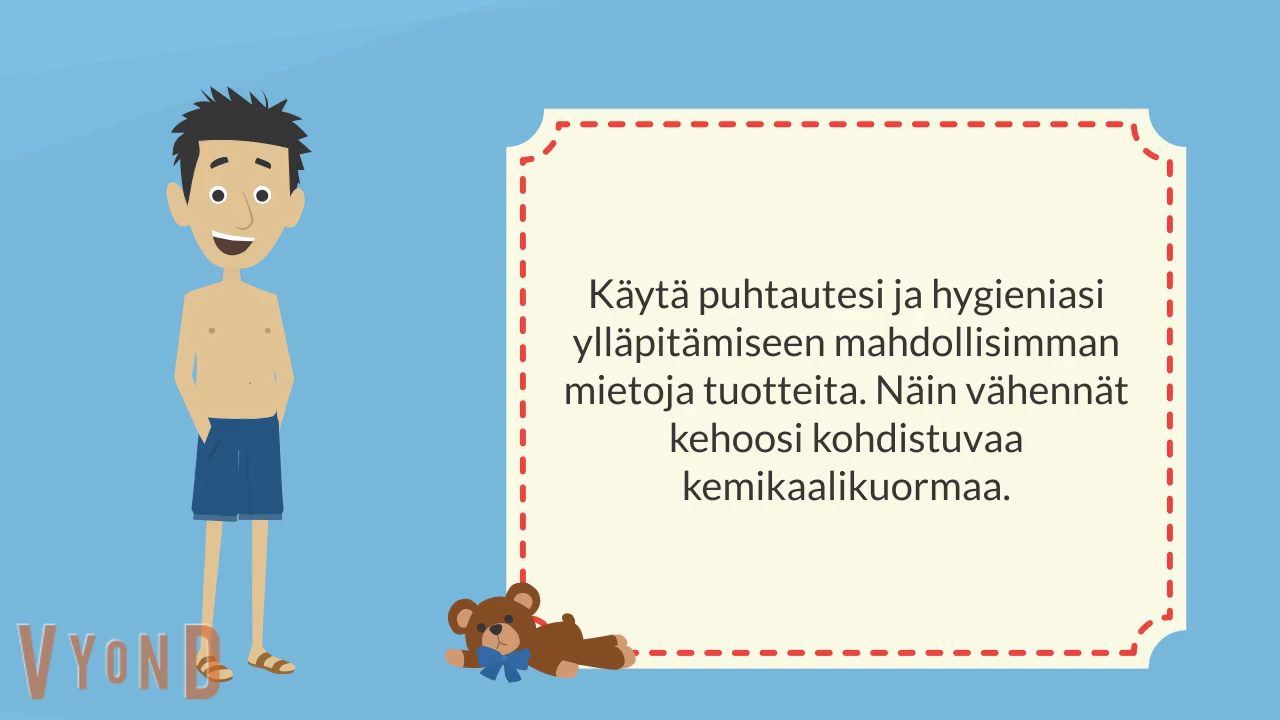 Käytä puhtautesi ja hygieniasi
ylläpitämiseen mahdollisimman
mietoja tuotteita. Näin vähennät
kehoosi kohdistuvaa
kemikaalikuormaa.
VYOND